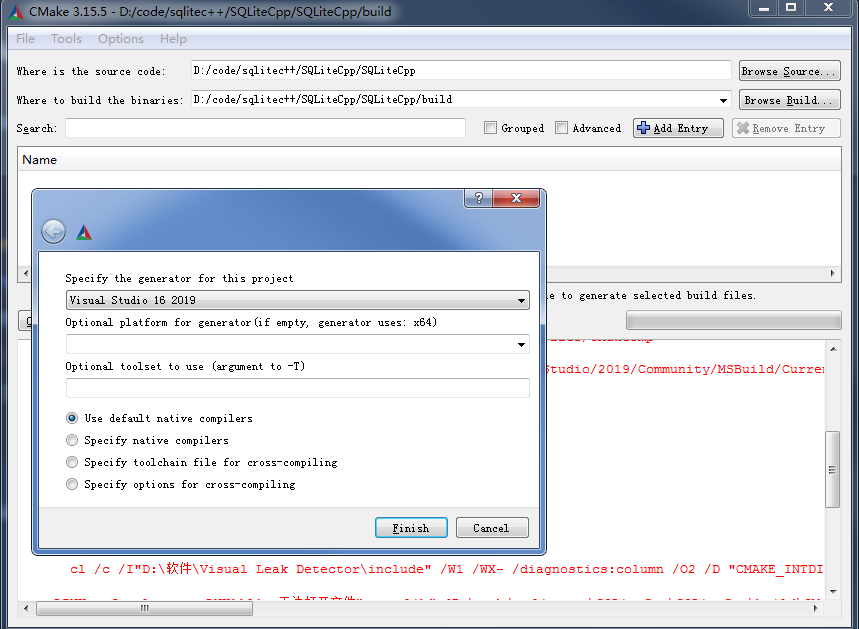 CMake 3.15.5 - D:/code/sqlitec++/SQLiteCpp/SQLiteCpp/build
File Tools Options Help
Where is the source code: D:/code/sqlitec++/SQLiteCpp/SQLiteCpp Browse Source...
Where to build the binaries: D:/code/sqlitec++/SQLiteCpp/SQLiteCpp/build Browse Build...
Search: Grouped Advanced Add Entry Remove Entry
Name
Specify the generator for this project
Visual Studio 16 2019
to generate selected build files.
Optional platform for generator(if empty, generator uses: x64)
Optional toolset to use (argument to -T)
Studio/2019/Community/MSBuild/Curren
Use default native compilers
Specify native compilers
Specify toolchain file for cross-compiling
Specify options for cross-compiling
Finish Cancel
cl /c /I"D:\软件\Visual Leak Detector\include" /W1 /WX- /diagnostics:column /O2 /D "CMAKE_INTDI